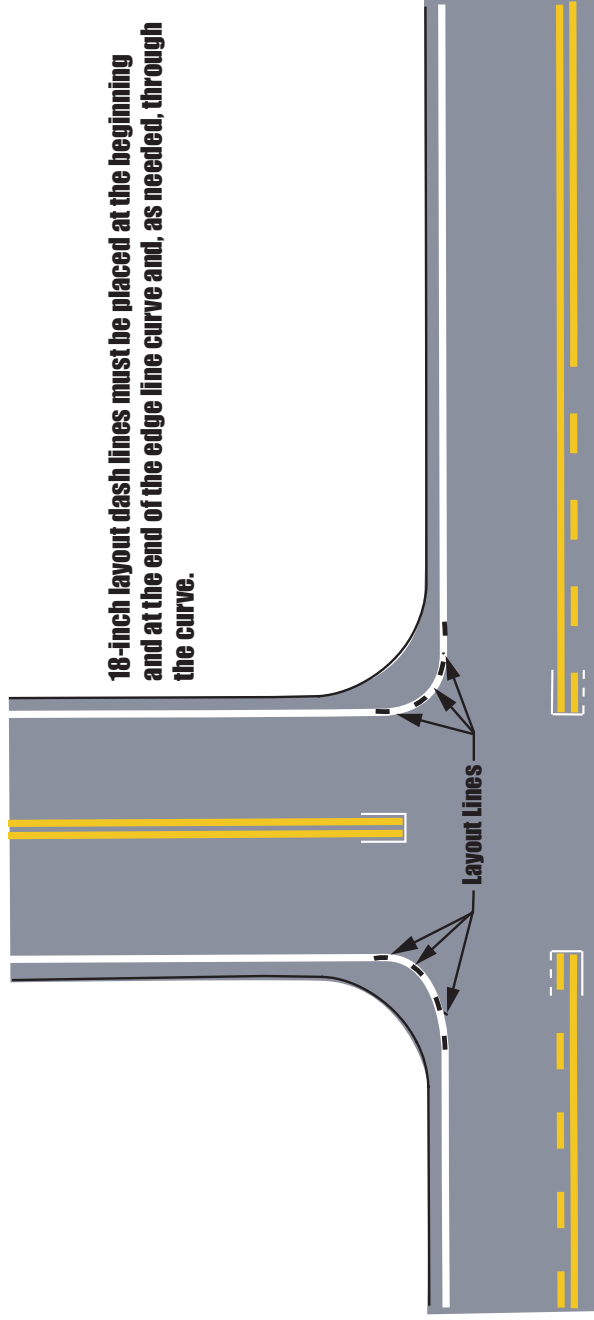 18-inch layout dash lines must be placed at the beginning
and at the end of the edge line curve and, as needed, through
the curve.
Layout Lines